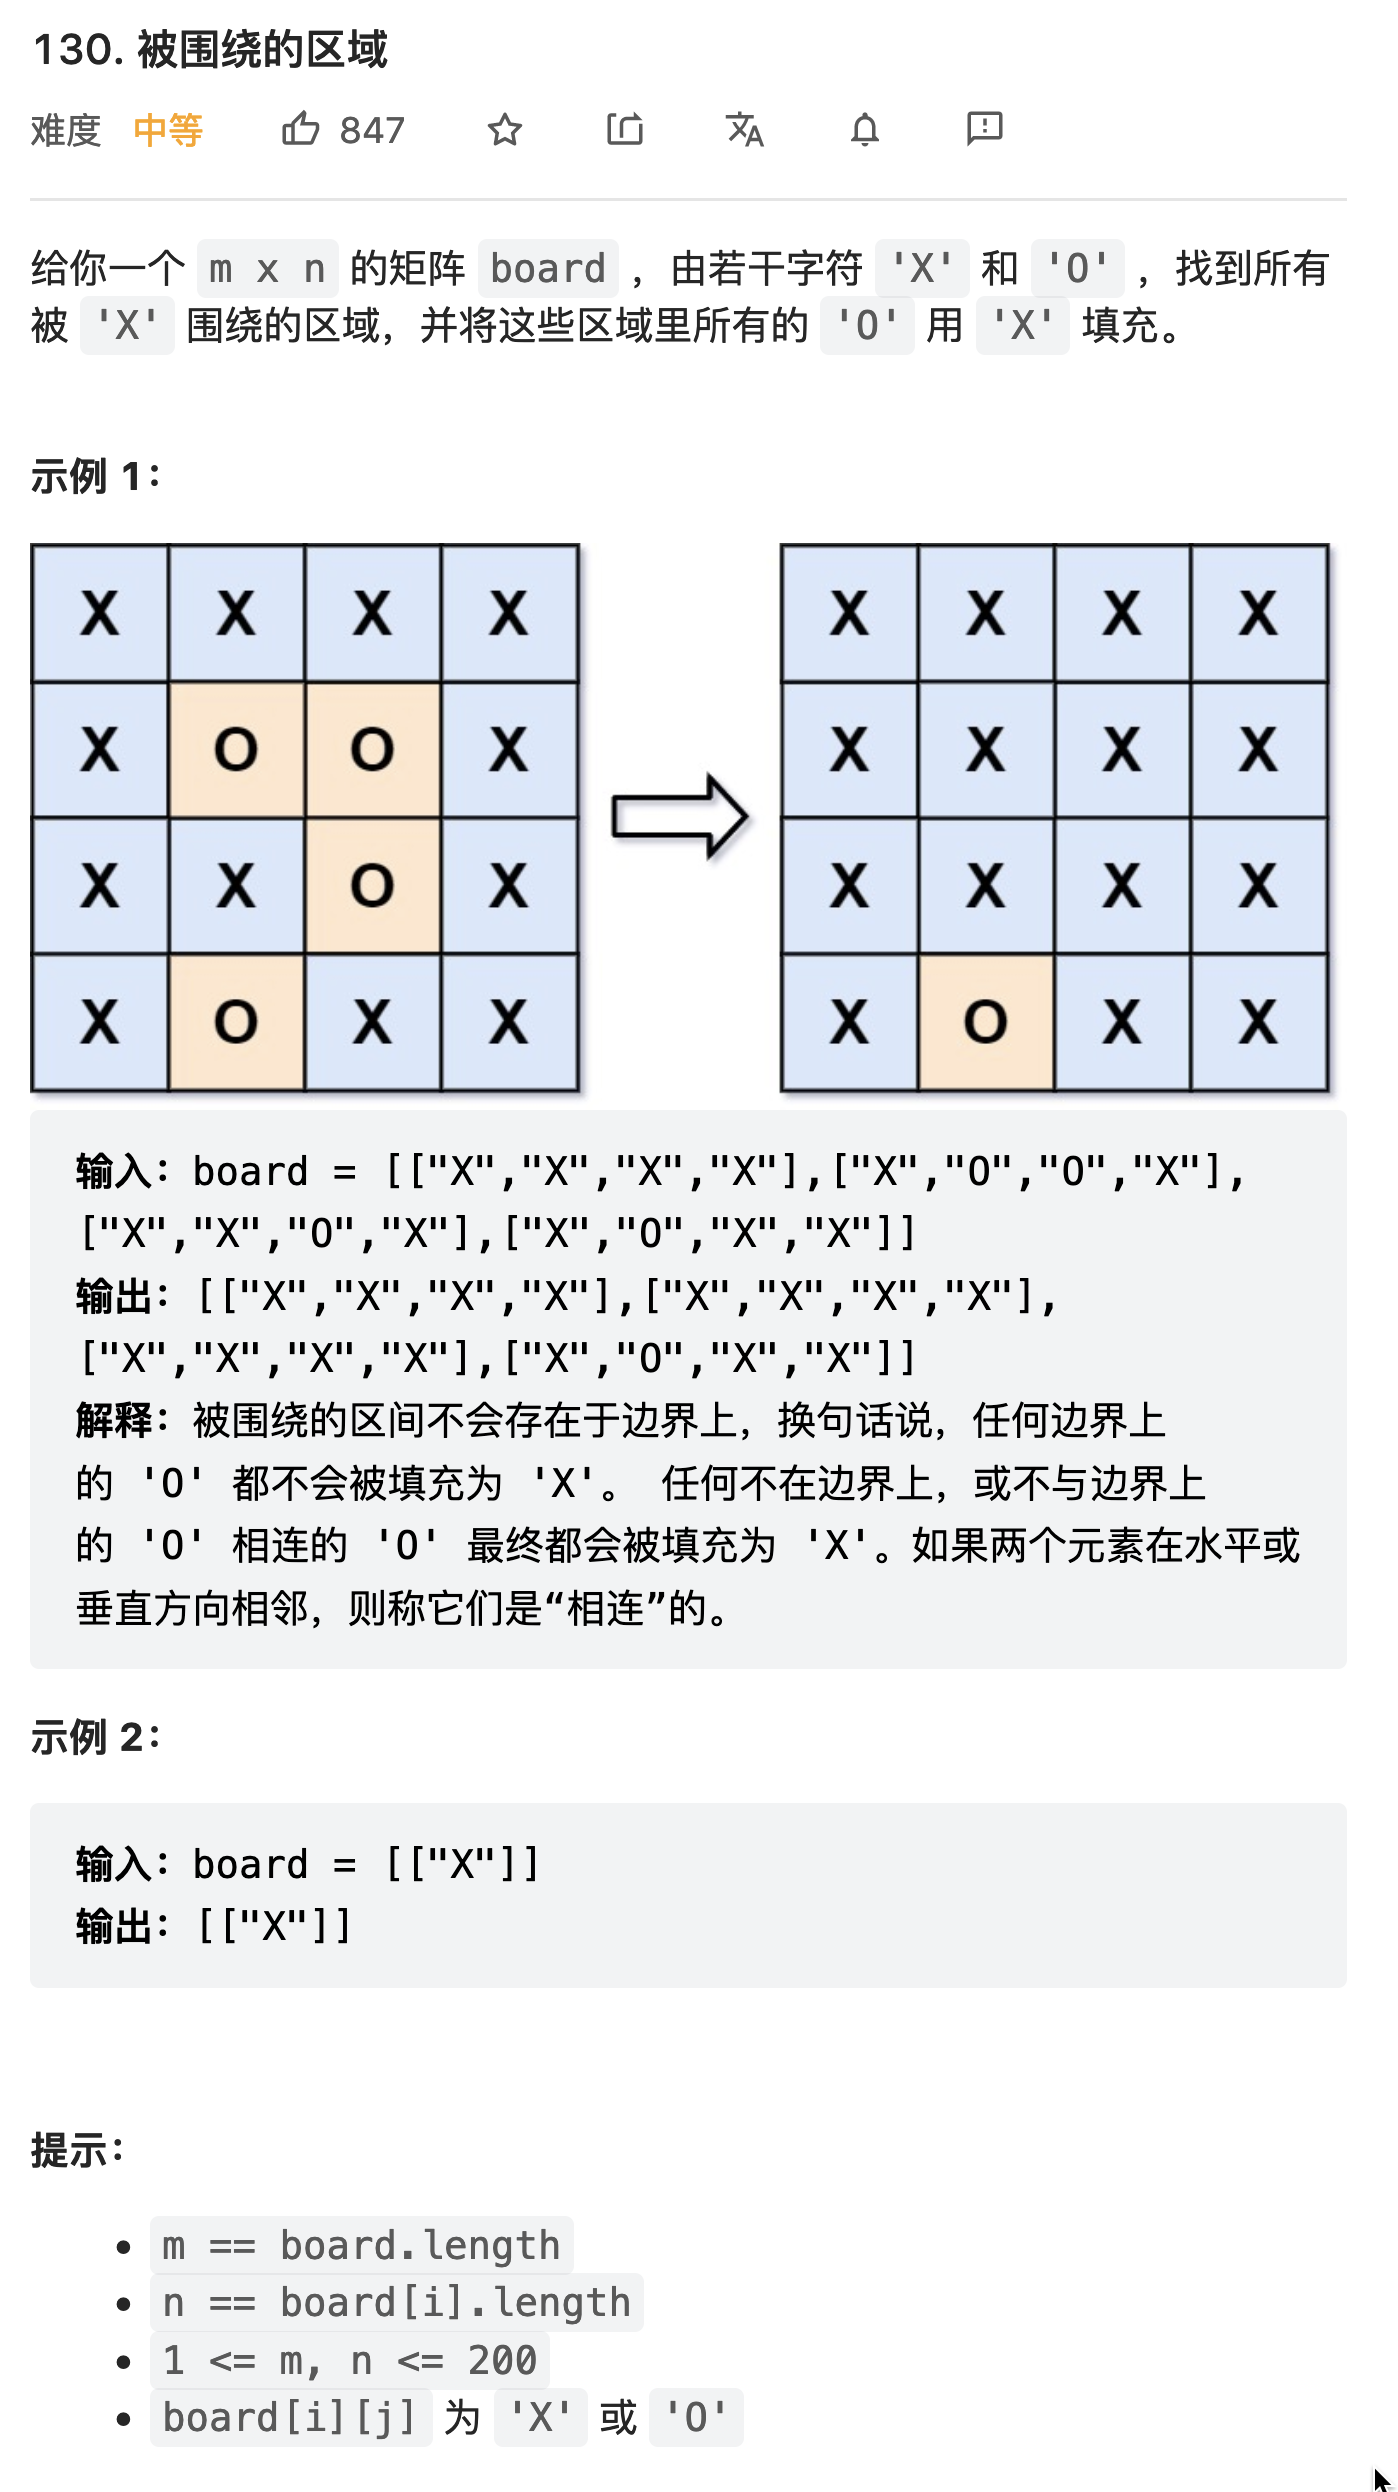 130. 被围绕的区域
难度 中等 847
给你一个 m x n 的矩阵 board ，由若干字符 'X' 和 'O' ，找到所有
被 'X' 围绕的区域，并将这些区域里所有的 'O' 用 'X' 填充。
示例 1：
X X X X X X X X
X O O X X X X X
X X O X X X X X
X O X X X O X X
输入：board = [["X","X","X","X"],["X","O","O","X"],
["X","X","O","X"],["X","O","X","X"]]
输出：[["X","X","X","X"],["X","X","X","X"],
["X","X","X","X"],["X","O","X","X"]]
解释：被围绕的区间不会存在于边界上，换句话说，任何边界上
的 'O' 都不会被填充为 'X'。 任何不在边界上，或不与边界上
的 'O' 相连的 'O' 最终都会被填充为 'X'。如果两个元素在水平或
垂直方向相邻，则称它们是“相连”的。
示例 2：
输入：board = [["X"]]
输出：[["X"]]
提示：
• m == board.length
• n == board[i].length
• 1 <= m, n <= 200
• board[i][j] 为 'X' 或 'O'